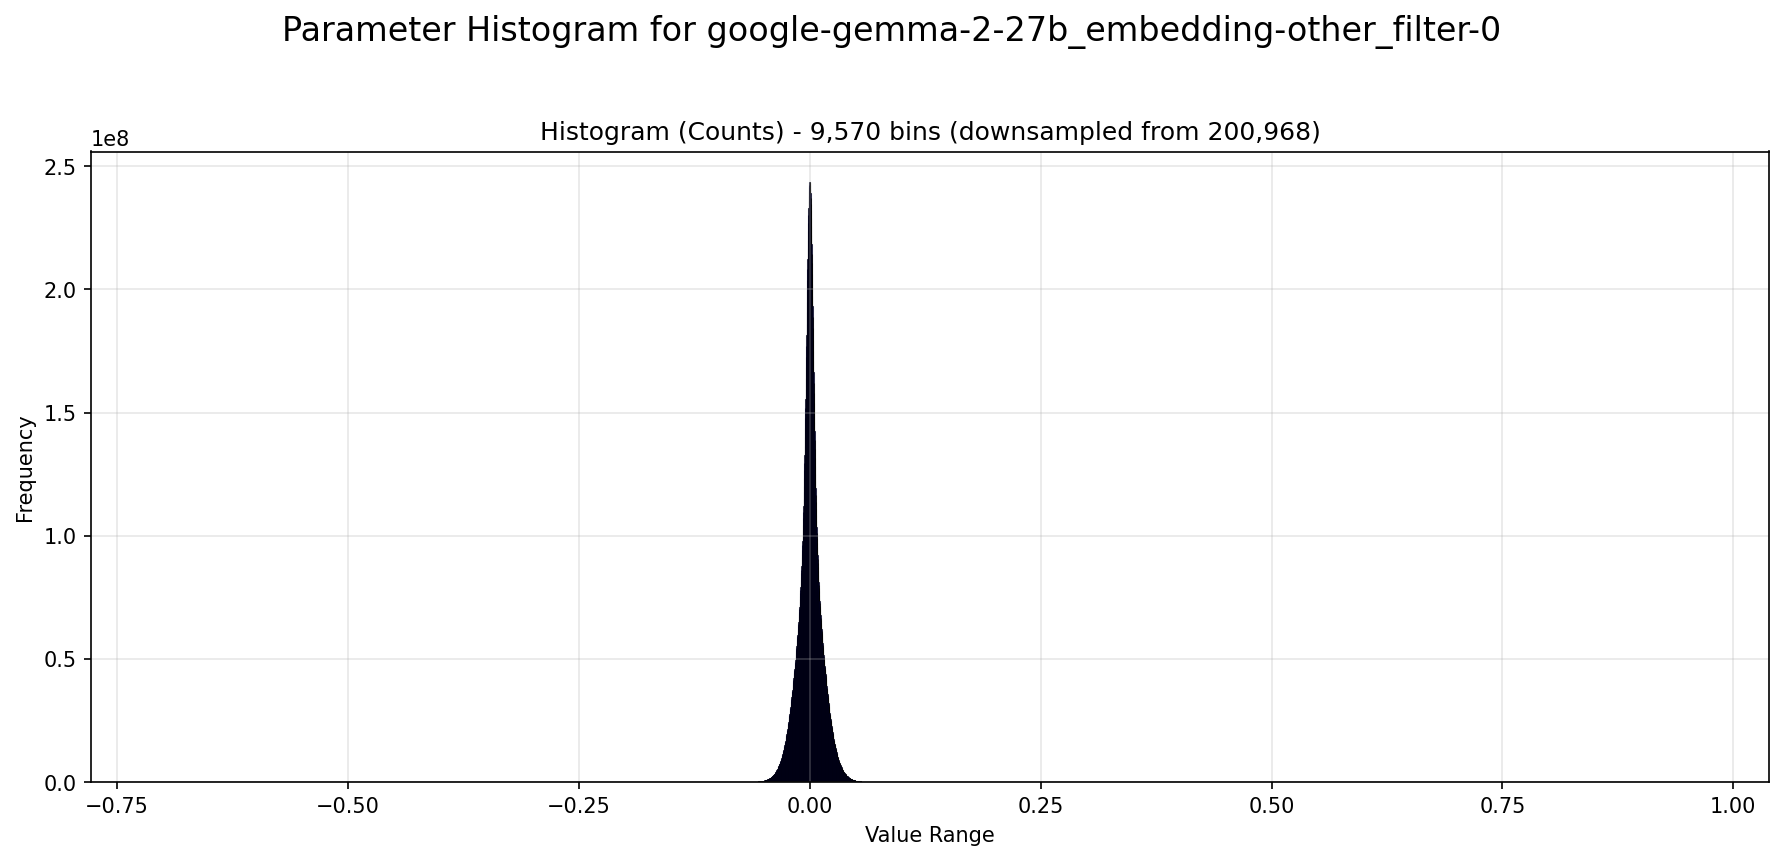 Parameter Histogram for google-gemma-2-27b_embedding-other_filter-0
Histogram (Counts) - 9,570 bins (downsampled from 200,968)
1e8
2.5
2.0
1.5
1.0
0.5
0.0
Frequency
−0.75 −0.50 −0.25 0.00 0.25 0.50 0.75 1.00
Value Range